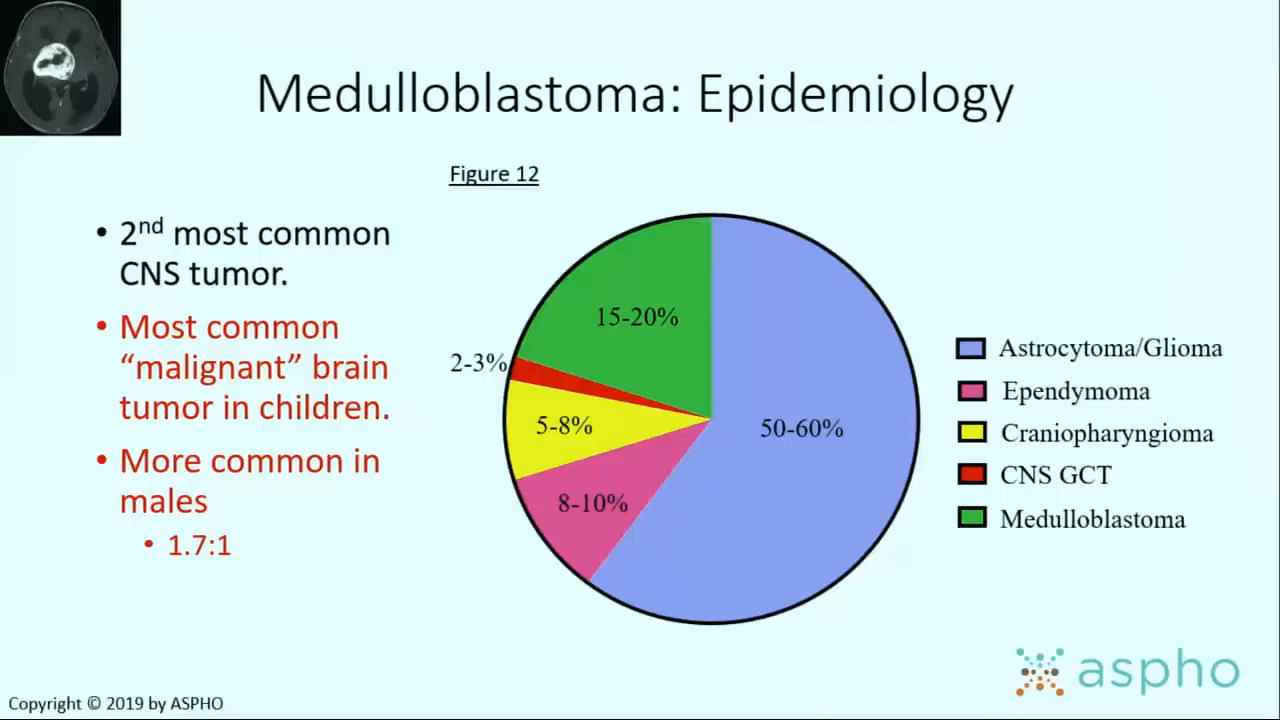 Medulloblastoma: Epidemiology
Figure 12
• 2nd most common
CNS tumor.
• Most common
“malignant” brain
tumor in children.
• More common in
males
• 1.7:1
15-20%
2-3%
5-8%
8-10%
50-60%
Astrocytoma/Glioma
Ependymoma
Craniopharyngioma
CNS GCT
Medulloblastoma
aspho
Copyright © 2019 by ASPHO